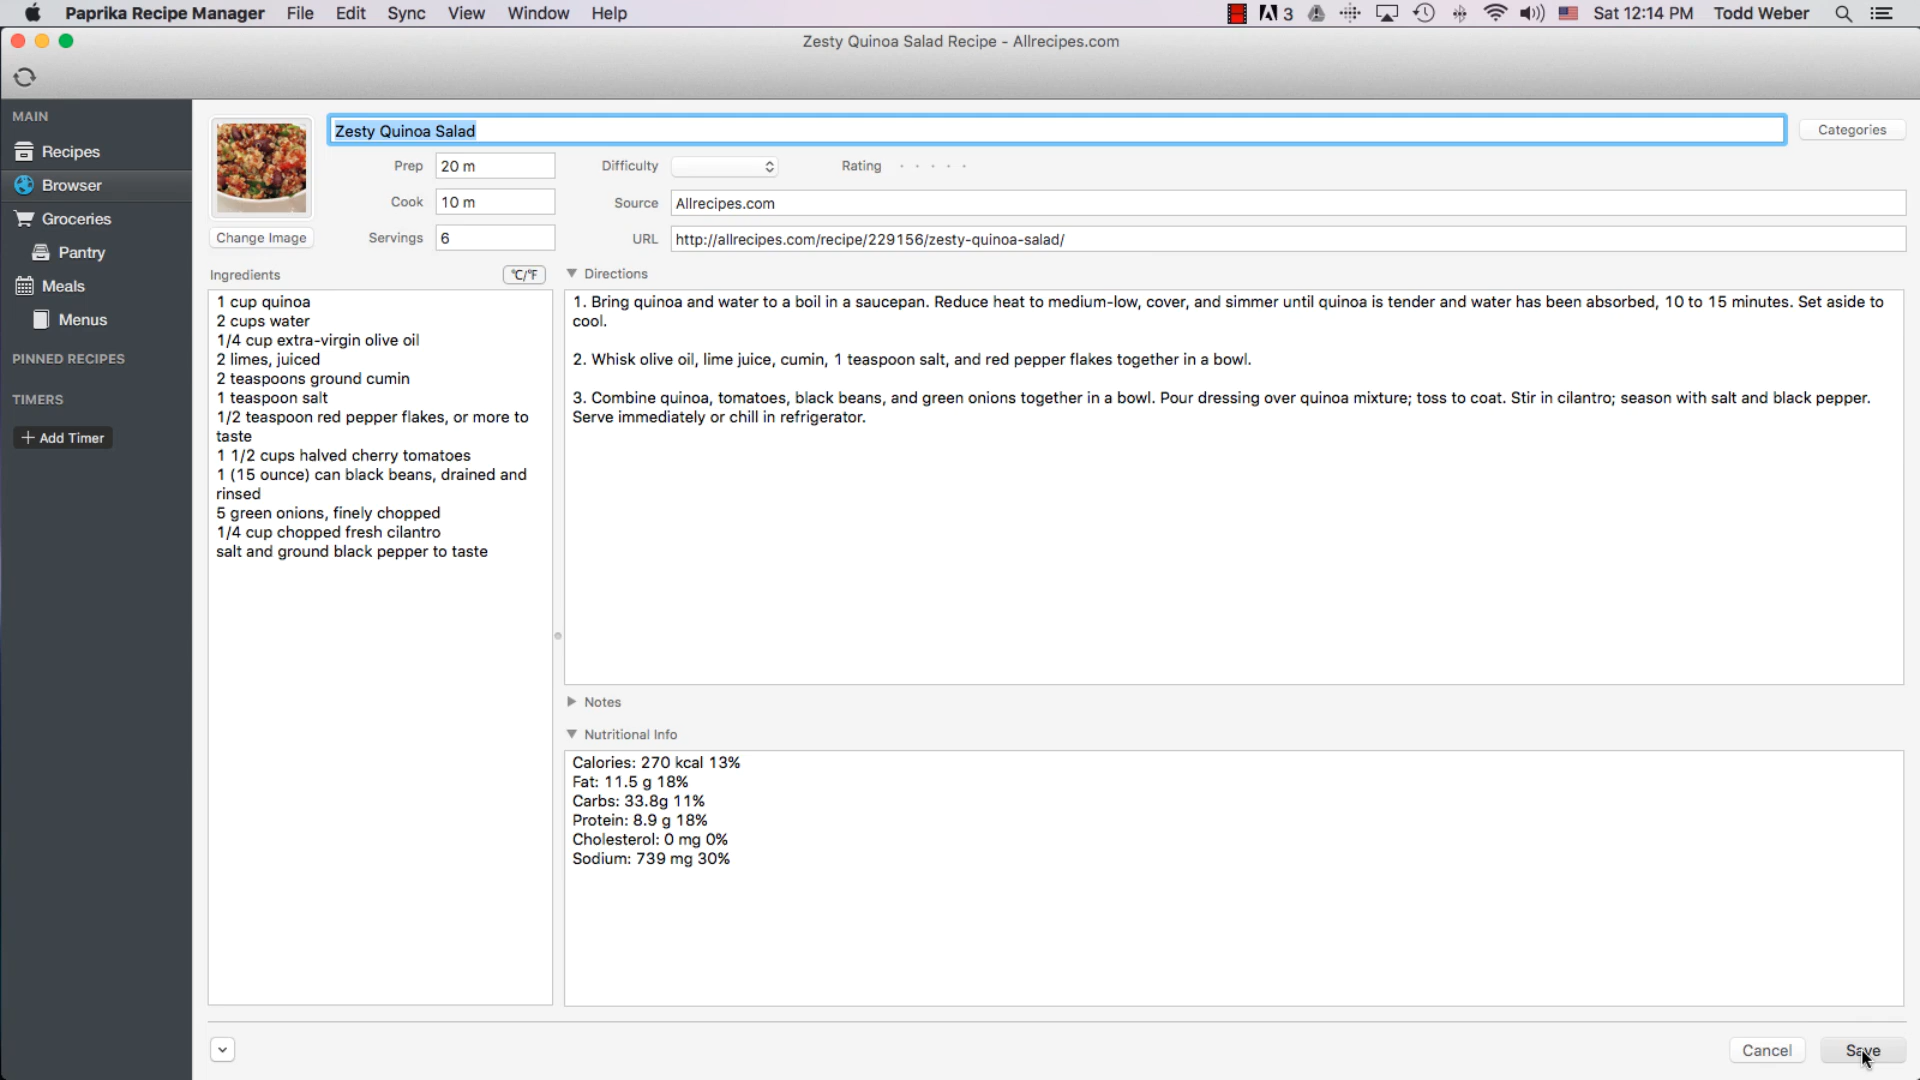 Paprika Recipe Manager File Edit Sync View Window Help 3 Sat 12:14 PM Todd Weber
Zesty Quinoa Salad Recipe - Allrecipes.com
MAIN
Recipes
Browser
Groceries
Pantry
Meals
Menus
PINNED RECIPES
TIMERS
+ Add Timer
Zesty Quinoa Salad
Categories
Prep 20 m Difficulty Rating
Cook 10 m Source Allrecipes.com
Change Image Servings 6 URL http://allrecipes.com/recipe/229156/zesty-quinoa-salad/
Ingredients °C/°F
1 cup quinoa
2 cups water
1/4 cup extra-virgin olive oil
2 limes, juiced
2 teaspoons ground cumin
1 teaspoon salt
1/2 teaspoon red pepper flakes, or more to
taste
1 1/2 cups halved cherry tomatoes
1 (15 ounce) can black beans, drained and
rinsed
5 green onions, finely chopped
1/4 cup chopped fresh cilantro
salt and ground black pepper to taste
Directions
1. Bring quinoa and water to a boil in a saucepan. Reduce heat to medium-low, cover, and simmer until quinoa is tender and water has been absorbed, 10 to 15 minutes. Set aside to
cool.
2. Whisk olive oil, lime juice, cumin, 1 teaspoon salt, and red pepper flakes together in a bowl.
3. Combine quinoa, tomatoes, black beans, and green onions together in a bowl. Pour dressing over quinoa mixture; toss to coat. Stir in cilantro; season with salt and black pepper.
Serve immediately or chill in refrigerator.
Notes
Nutritional Info
Calories: 270 kcal 13%
Fat: 11.5 g 18%
Carbs: 33.8g 11%
Protein: 8.9 g 18%
Cholesterol: 0 mg 0%
Sodium: 739 mg 30%
Cancel Save